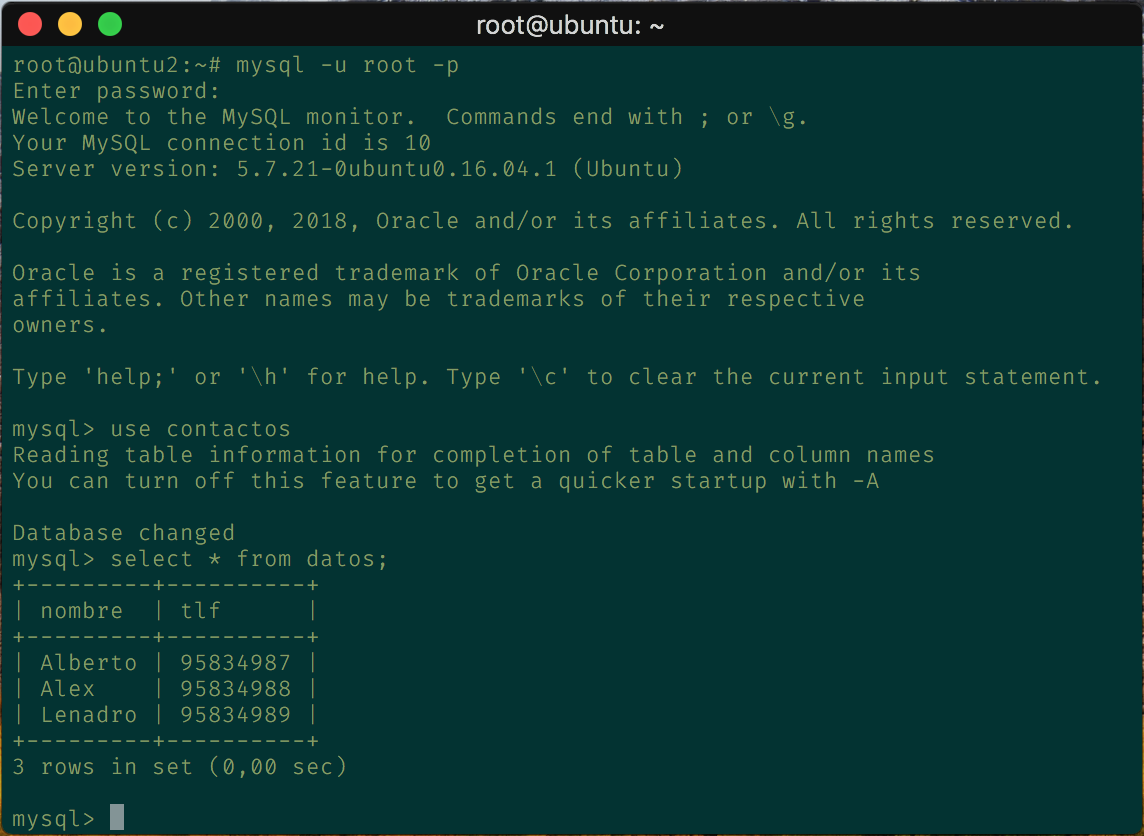 root@ubuntu: ~
root@ubuntu2:~# mysql -u root -p
Enter password:
Welcome to the MySQL monitor.  Commands end with ; or \g.
Your MySQL connection id is 10
Server version: 5.7.21-0ubuntu0.16.04.1 (Ubuntu)

Copyright (c) 2000, 2018, Oracle and/or its affiliates. All rights reserved.

Oracle is a registered trademark of Oracle Corporation and/or its
affiliates. Other names may be trademarks of their respective
owners.

Type 'help;' or '\h' for help. Type '\c' to clear the current input statement.

mysql> use contactos
Reading table information for completion of table and column names
You can turn off this feature to get a quicker startup with -A

Database changed
mysql> select * from datos;
+---------+----------+
| nombre  | tlf      |
+---------+----------+
| Alberto | 95834987 |
| Alex    | 95834988 |
| Lenadro | 95834989 |
+---------+----------+
3 rows in set (0,00 sec)

mysql>